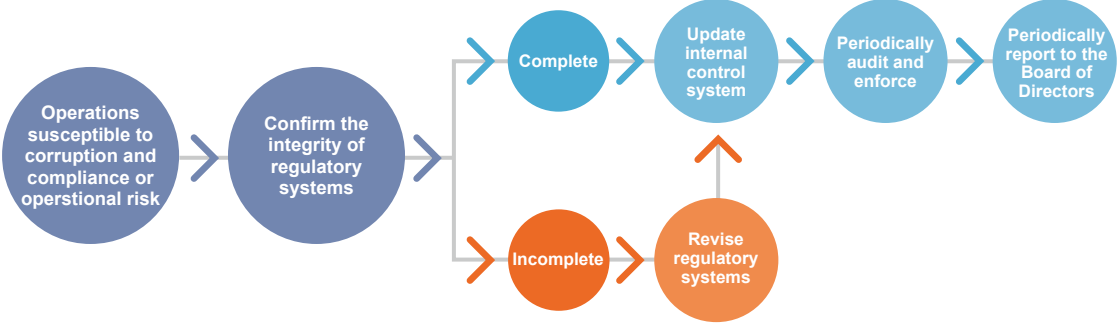 Operations
susceptible to
corruption and
compliance or
operstional risk
Confirm the
integrity of
regulatory
systems
Complete
Update
internal
control
system
Periodically
audit and
enforce
Periodically
report to the
Board of
Directors
Incomplete
Revise
regulatory
systems